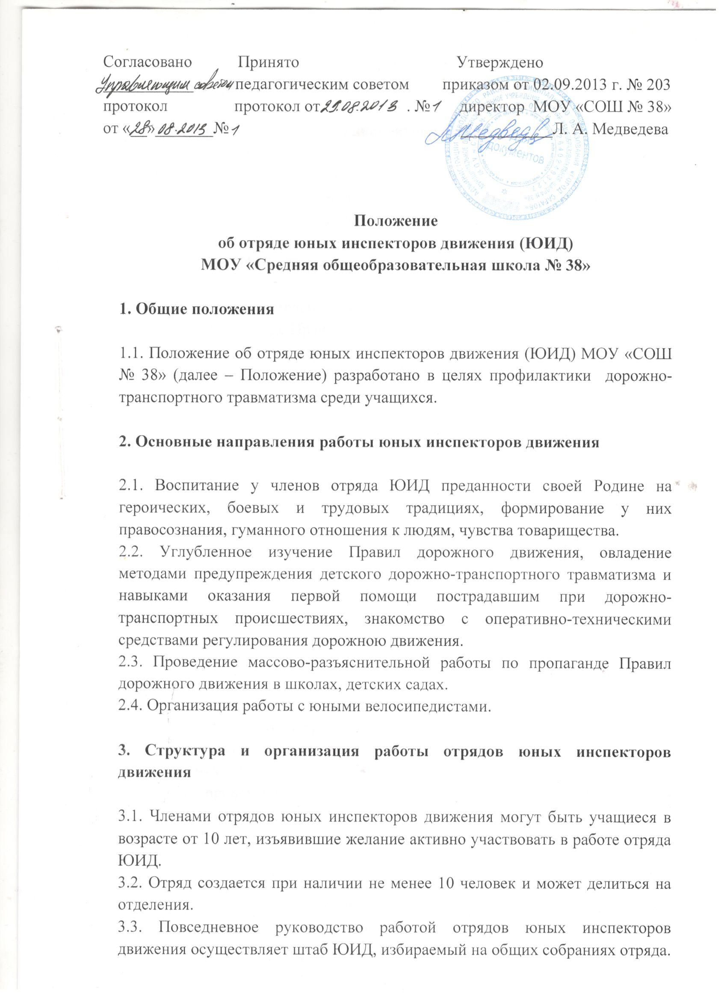 Согласовано Принято Утверждено
Управляющим советом педагогическим советом приказом от 02.09.2013 г. № 203
протокол протокол от 29.08.2013 . № 1 директор МОУ «СОШ № 38»
от «28» 08.2013 № 1 Л. А. Медведева
документов
Положение
об отряде юных инспекторов движения (ЮИД)
МОУ «Средняя общеобразовательная школа № 38»
1. Общие положения
1.1. Положение об отряде юных инспекторов движения (ЮИД) МОУ «СОШ
№ 38» (далее – Положение) разработано в целях профилактики дорожно-
транспортного травматизма среди учащихся.
2. Основные направления работы юных инспекторов движения
2.1. Воспитание у членов отряда ЮИД преданности своей Родине на
героических, боевых и трудовых традициях, формирование у них
правосознания, гуманного отношения к людям, чувства товарищества.
2.2. Углубленное изучение Правил дорожного движения, овладение
методами предупреждения детского дорожно-транспортного травматизма и
навыками оказания первой помощи пострадавшим при дорожно-
транспортных происшествиях, знакомство с оперативно-техническими
средствами регулирования дорожною движения.
2.3. Проведение массово-разъяснительной работы по пропаганде Правил
дорожного движения в школах, детских садах.
2.4. Организация работы с юными велосипедистами.
3. Структура и организация работы отрядов юных инспекторов
движения
3.1. Членами отрядов юных инспекторов движения могут быть учащиеся в
возрасте от 10 лет, изъявившие желание активно участвовать в работе отряда
ЮИД.
3.2. Отряд создается при наличии не менее 10 человек и может делиться на
отделения.
3.3. Повседневное руководство работой отрядов юных инспекторов
движения осуществляет штаб ЮИД, избираемый на общих собраниях отряда.